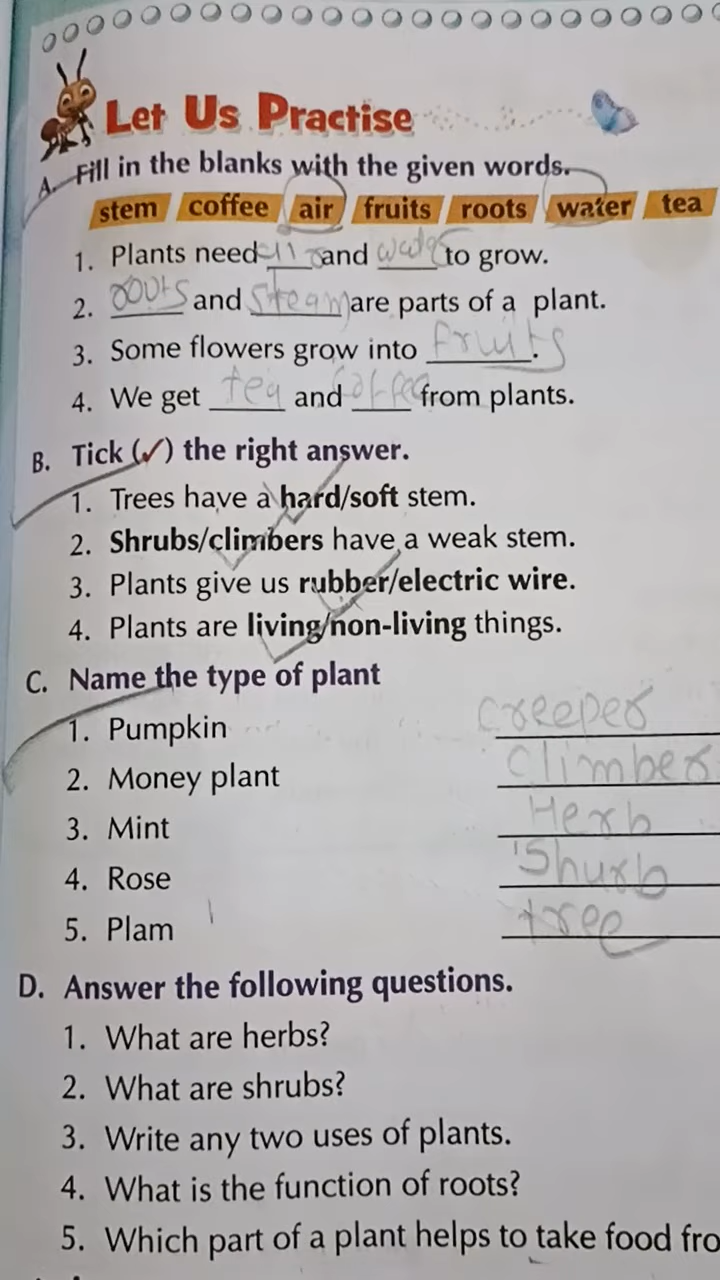 Let Us Practise
A. Fill in the blanks with the given words.
stem coffee air fruits roots water tea
1. Plants need air and water to grow.
2. roots and steam are parts of a plant.
3. Some flowers grow into fruits.
4. We get tea and coffee from plants.
B. Tick (✓) the right answer.
1. Trees have a hard/soft stem.
2. Shrubs/climbers have a weak stem.
3. Plants give us rubber/electric wire.
4. Plants are living/non-living things.
C. Name the type of plant
1. Pumpkin creeper
2. Money plant Climber
3. Mint Herb
4. Rose Shurb
5. Plam tree
D. Answer the following questions.
1. What are herbs?
2. What are shrubs?
3. Write any two uses of plants.
4. What is the function of roots?
5. Which part of a plant helps to take food fro